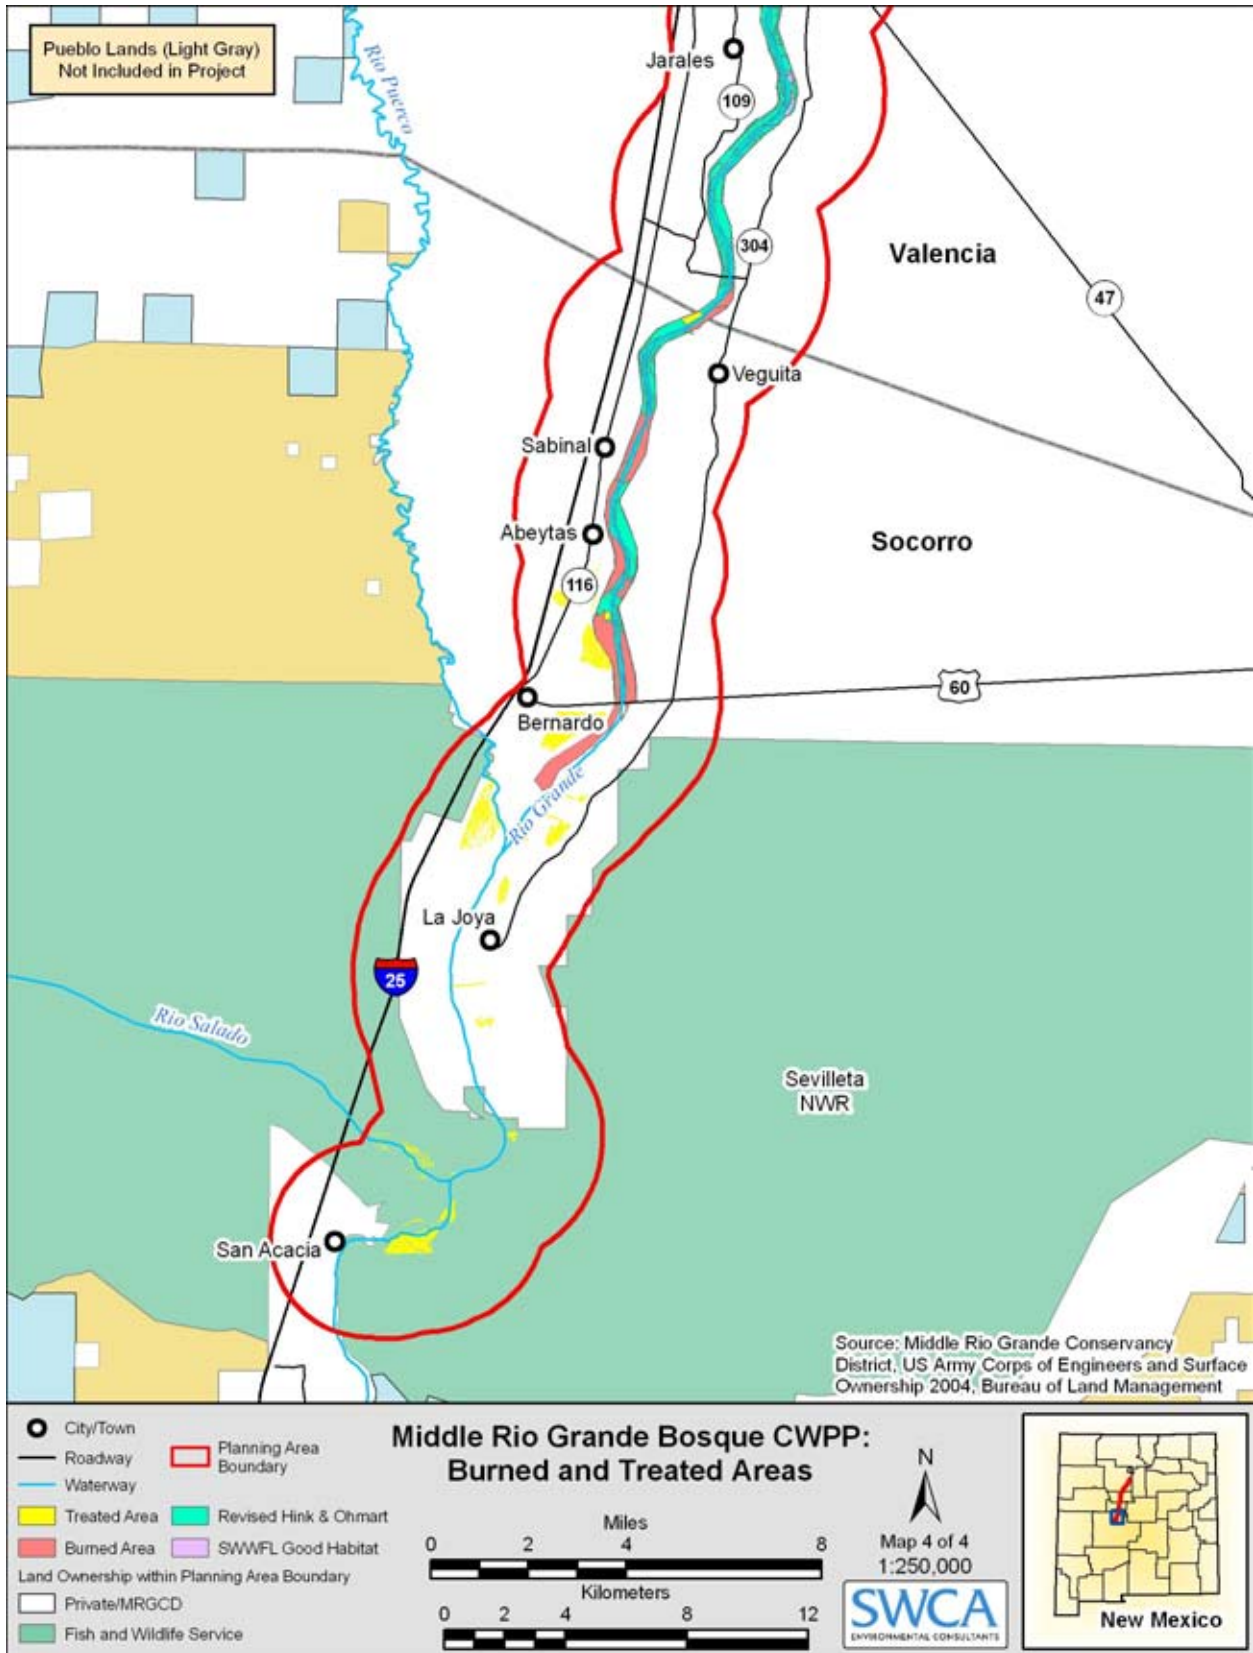 Pueblo Lands (Light Gray)
Not Included in Project
Rio Puerco
Jarales
109
304
Valencia
47
Veguita
Sabinal
Abeytas
Socorro
116
60
Bernardo
Rio Grande
La Joya
25
Rio Salado
Sevilleta
NWR
San Acacia
Source: Middle Rio Grande Conservancy
District, US Army Corps of Engineers and Surface
Ownership 2004, Bureau of Land Management
City/Town
Roadway
Waterway
Planning Area
Boundary
Treated Area
Revised Hink & Ohmart
Burned Area
SWWFL Good Habitat
Land Ownership within Planning Area Boundary
Private/MRGCD
Fish and Wildlife Service
Middle Rio Grande Bosque CWPP:
Burned and Treated Areas
Miles
0 2 4 8
Kilometers
0 2 4 8 12
N
Map 4 of 4
1:250,000
SWCA
ENVIRONMENTAL CONSULTANTS
New Mexico